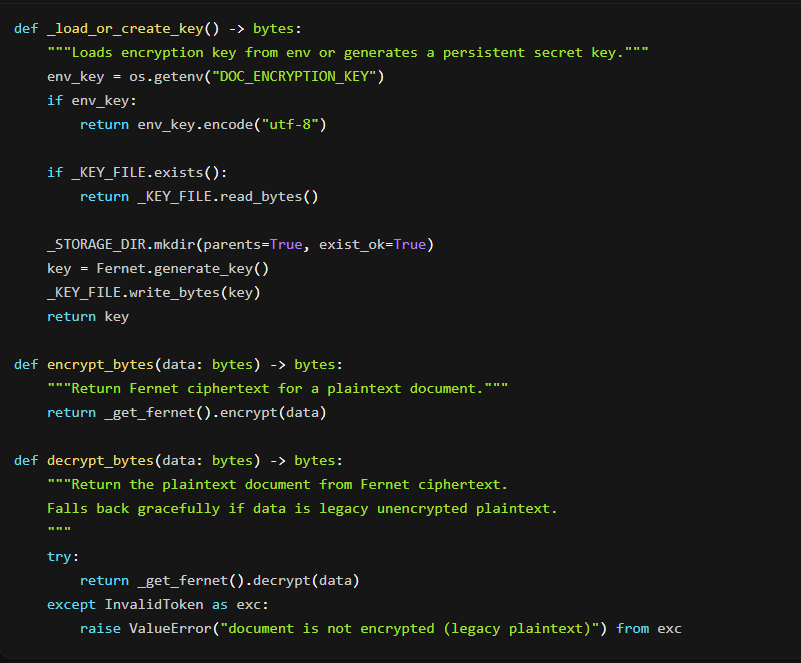 def _load_or_create_key() -> bytes:
    """Loads encryption key from env or generates a persistent secret key."""
    env_key = os.getenv("DOC_ENCRYPTION_KEY")
    if env_key:
        return env_key.encode("utf-8")

    if _KEY_FILE.exists():
        return _KEY_FILE.read_bytes()

    _STORAGE_DIR.mkdir(parents=True, exist_ok=True)
    key = Fernet.generate_key()
    _KEY_FILE.write_bytes(key)
    return key

def encrypt_bytes(data: bytes) -> bytes:
    """Return Fernet ciphertext for a plaintext document."""
    return _get_fernet().encrypt(data)

def decrypt_bytes(data: bytes) -> bytes:
    """Return the plaintext document from Fernet ciphertext.
    Falls back gracefully if data is legacy unencrypted plaintext.
    """
    try:
        return _get_fernet().decrypt(data)
    except InvalidToken as exc:
        raise ValueError("document is not encrypted (legacy plaintext)") from exc